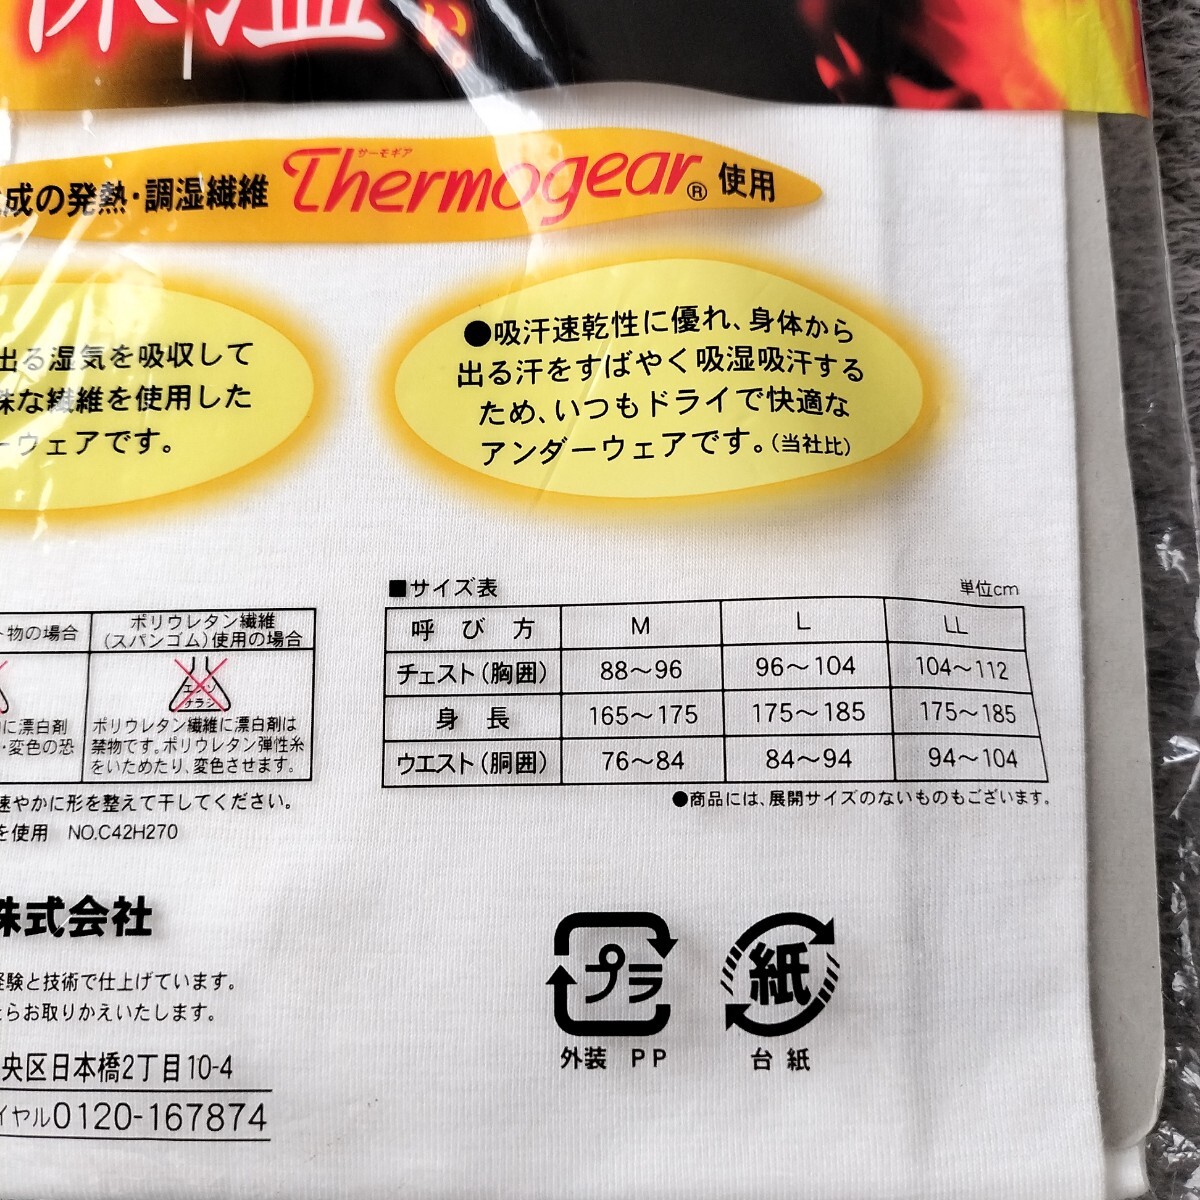 保温
い。
サーモギア
成の発熱・調湿繊維 Thermogear® 使用
出る湿気を吸収して
殊な繊維を使用した
ーウェアです。
●吸汗速乾性に優れ、身体から
出る汗をすばやく吸湿吸汗する
ため、いつもドライで快適な
アンダーウェアです。(当社比)
■サイズ表 単位cm
呼び方 M L LL
チェスト(胸囲) 88〜96 96〜104 104〜112
身長 165〜175 175〜185 175〜185
ウエスト(胴囲) 76〜84 84〜94 94〜104
●商品には、展開サイズのないものもございます。
ト物の場合
ポリウレタン繊維
(スパンゴム)使用の場合
エンソ
サラシ
に漂白剤
・変色の恐
ポリウレタン繊維に漂白剤は
禁物です。ポリウレタン弾性糸
をいためたり、変色させます。
速やかに形を整えて干してください。
を使用 NO.C42H270
株式会社
経験と技術で仕上げています。
たらお取りかえいたします。
央区日本橋2丁目10-4
イヤル0120-167874
プラ
外装 PP
紙
台紙